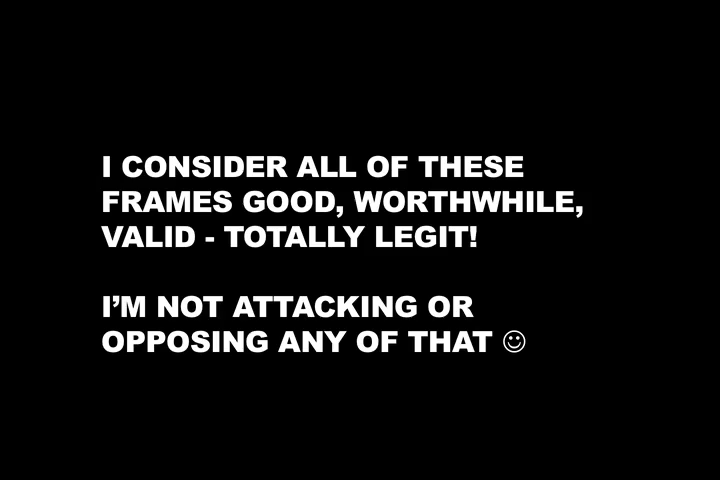 I CONSIDER ALL OF THESE
FRAMES GOOD, WORTHWHILE,
VALID - TOTALLY LEGIT!
I’M NOT ATTACKING OR
OPPOSING ANY OF THAT ☺